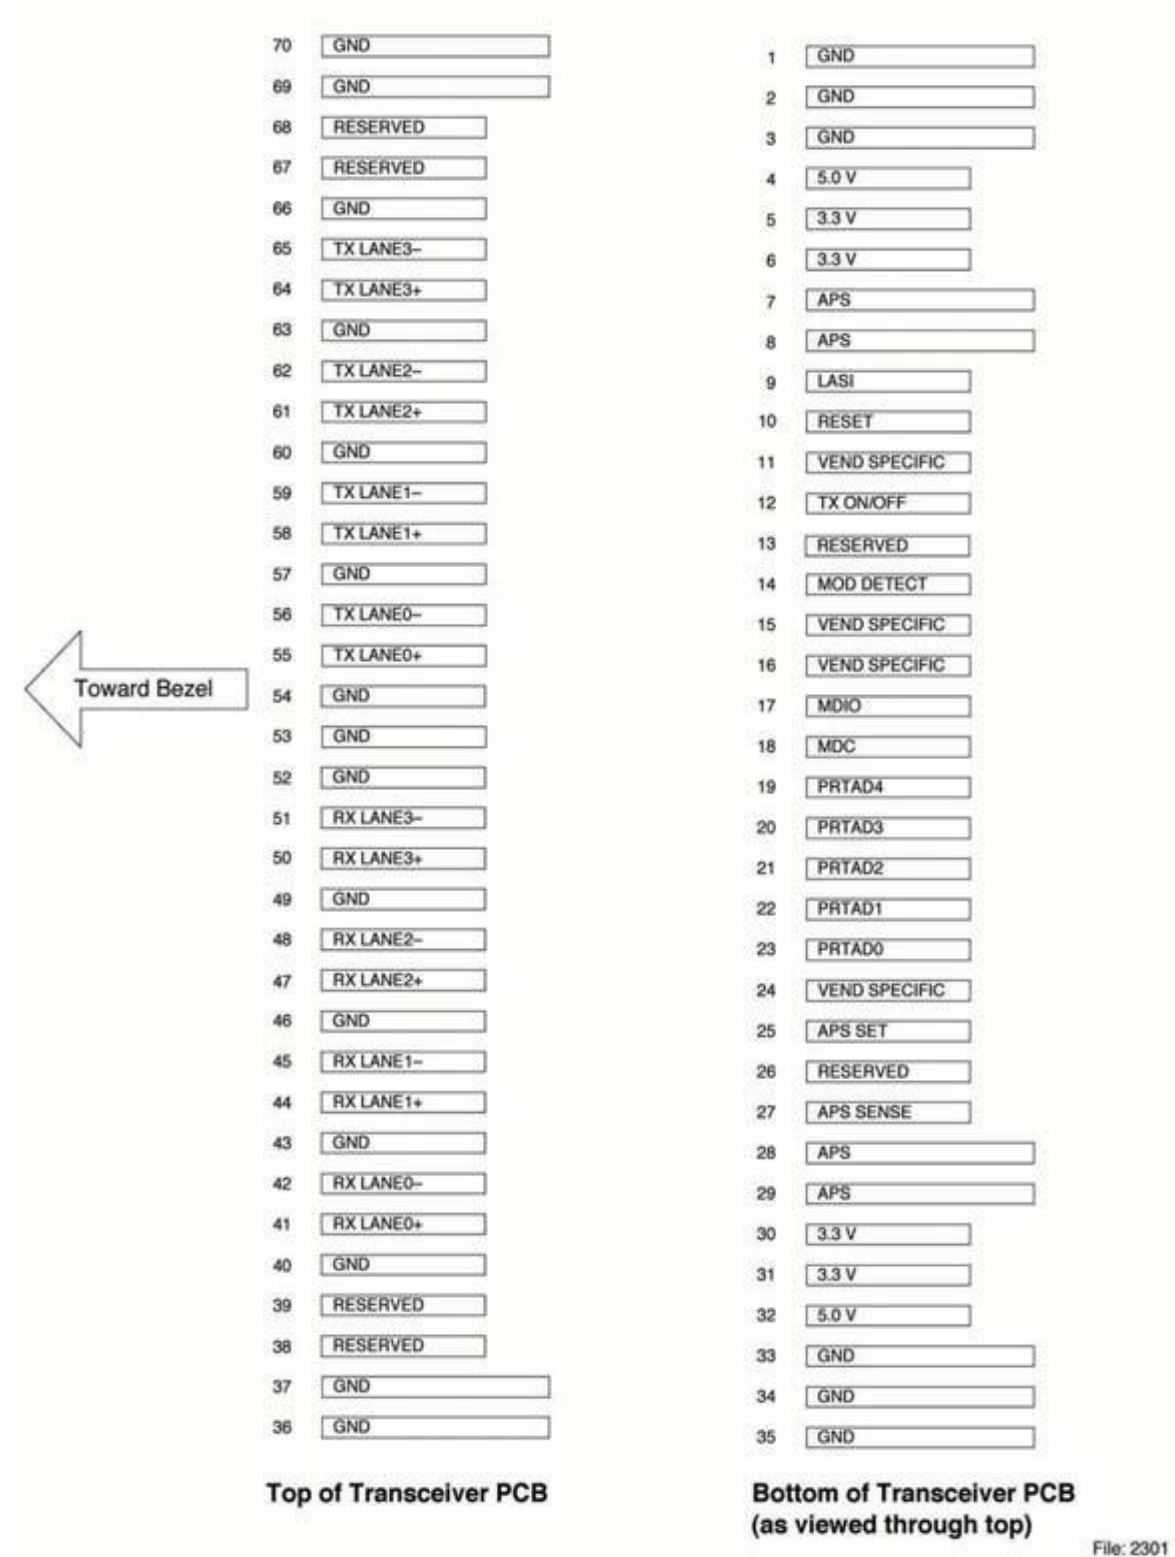 70 GND
69 GND
68 RESERVED
67 RESERVED
66 GND
65 TX LANE3–
64 TX LANE3+
63 GND
62 TX LANE2–
61 TX LANE2+
60 GND
59 TX LANE1–
58 TX LANE1+
57 GND
56 TX LANE0–
55 TX LANE0+
54 GND
53 GND
52 GND
51 RX LANE3–
50 RX LANE3+
49 GND
48 RX LANE2–
47 RX LANE2+
46 GND
45 RX LANE1–
44 RX LANE1+
43 GND
42 RX LANE0–
41 RX LANE0+
40 GND
39 RESERVED
38 RESERVED
37 GND
36 GND
Toward Bezel
Top of Transceiver PCB
1 GND
2 GND
3 GND
4 5.0 V
5 3.3 V
6 3.3 V
7 APS
8 APS
9 LASI
10 RESET
11 VEND SPECIFIC
12 TX ON/OFF
13 RESERVED
14 MOD DETECT
15 VEND SPECIFIC
16 VEND SPECIFIC
17 MDIO
18 MDC
19 PRTAD4
20 PRTAD3
21 PRTAD2
22 PRTAD1
23 PRTAD0
24 VEND SPECIFIC
25 APS SET
26 RESERVED
27 APS SENSE
28 APS
29 APS
30 3.3 V
31 3.3 V
32 5.0 V
33 GND
34 GND
35 GND
Bottom of Transceiver PCB
(as viewed through top)
File: 2301